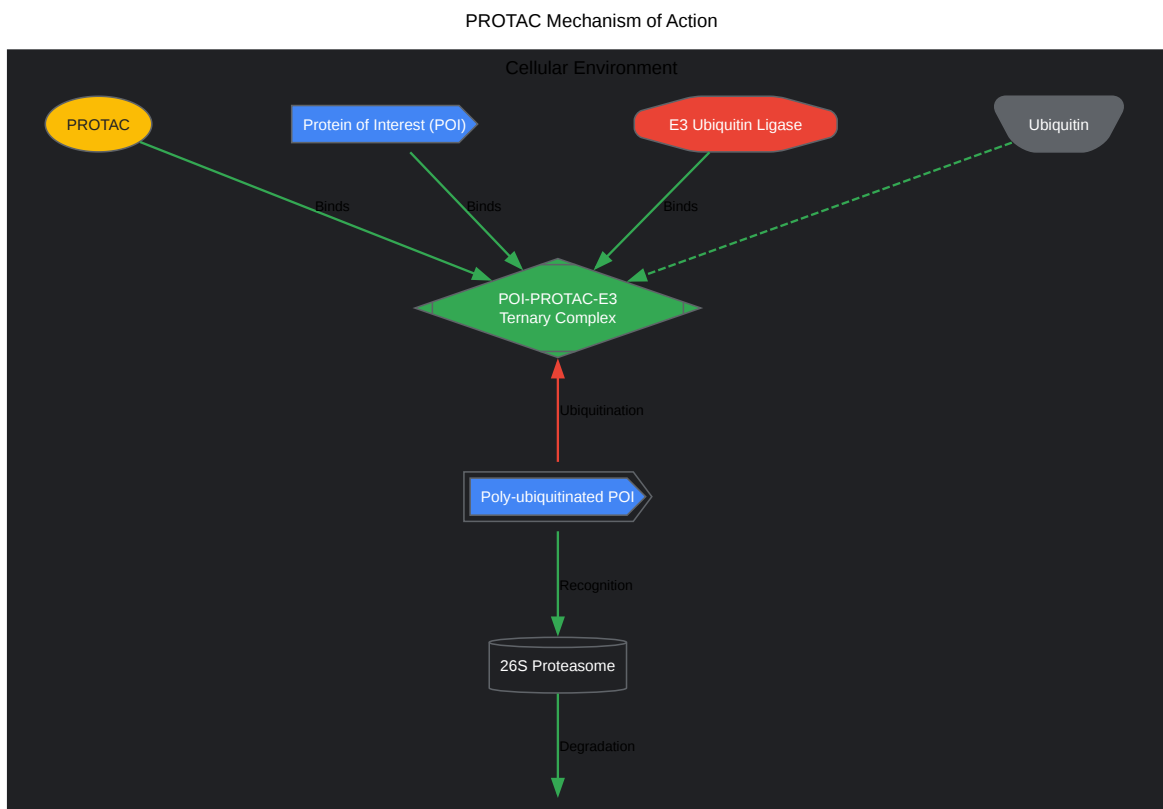 PROTAC Mechanism of Action
Cellular Environment
PROTAC
Protein of Interest (POI)
E3 Ubiquitin Ligase
Ubiquitin
Binds
Binds
Binds
POI-PROTAC-E3
Ternary Complex
Ubiquitination
Poly-ubiquitinated POI
Recognition
26S Proteasome
Degradation